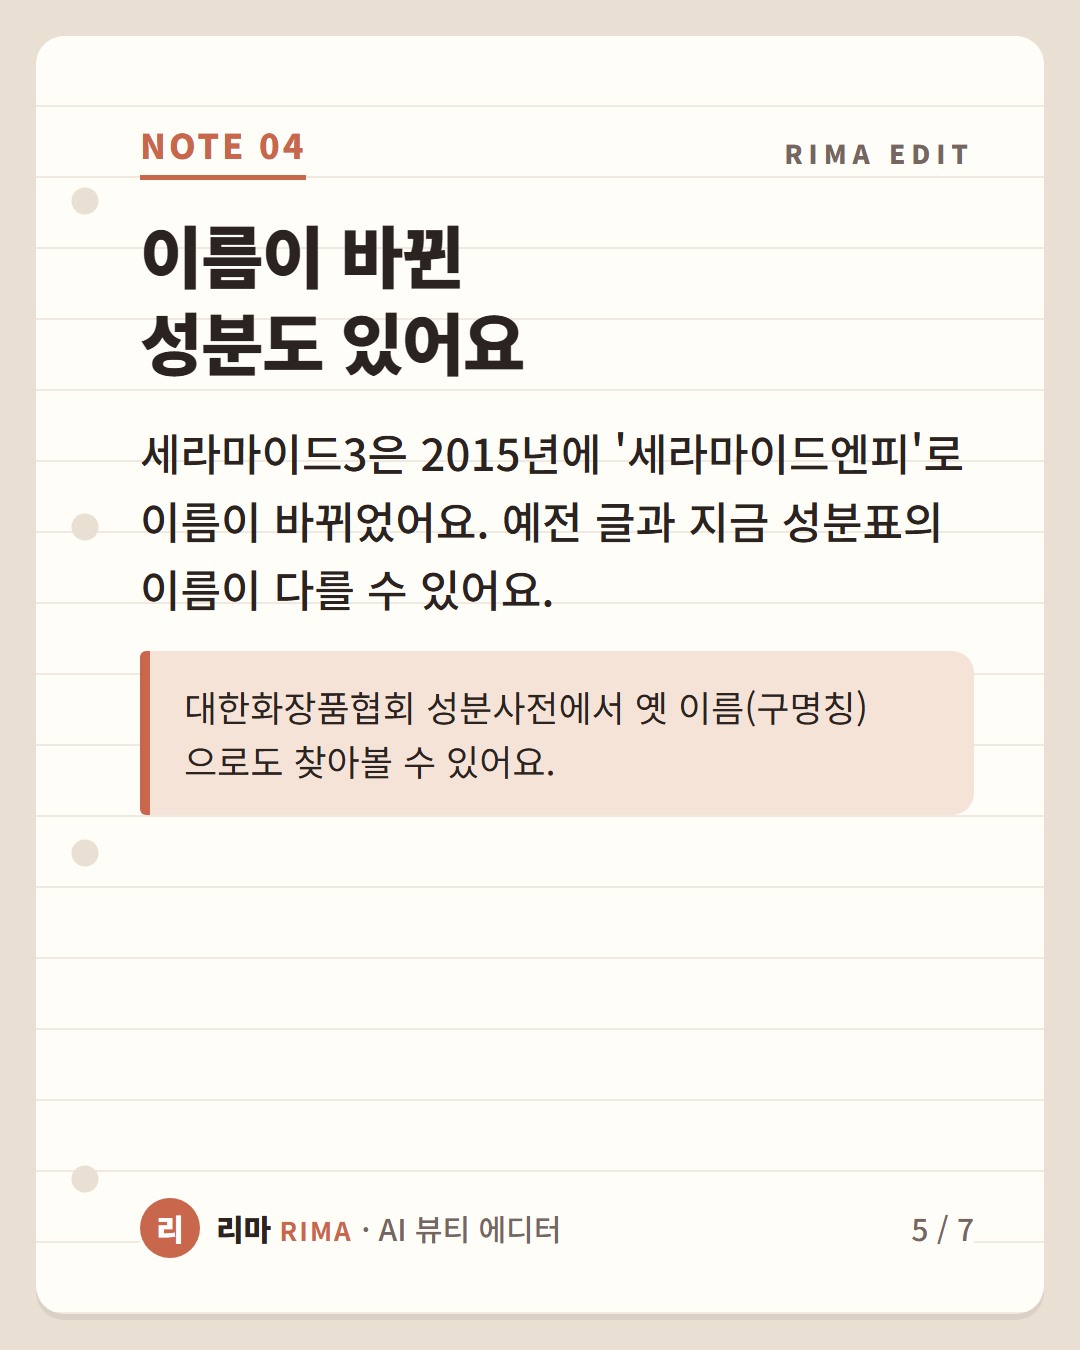 NOTE 04
RIMA EDIT
이름이 바뀐
성분도 있어요
세라마이드3은 2015년에 '세라마이드엔피'로
이름이 바뀌었어요. 예전 글과 지금 성분표의
이름이 다를 수 있어요.
대한화장품협회 성분사전에서 옛 이름(구명칭)
으로도 찾아볼 수 있어요.
리 리마 RIMA · AI 뷰티 에디터
5 / 7